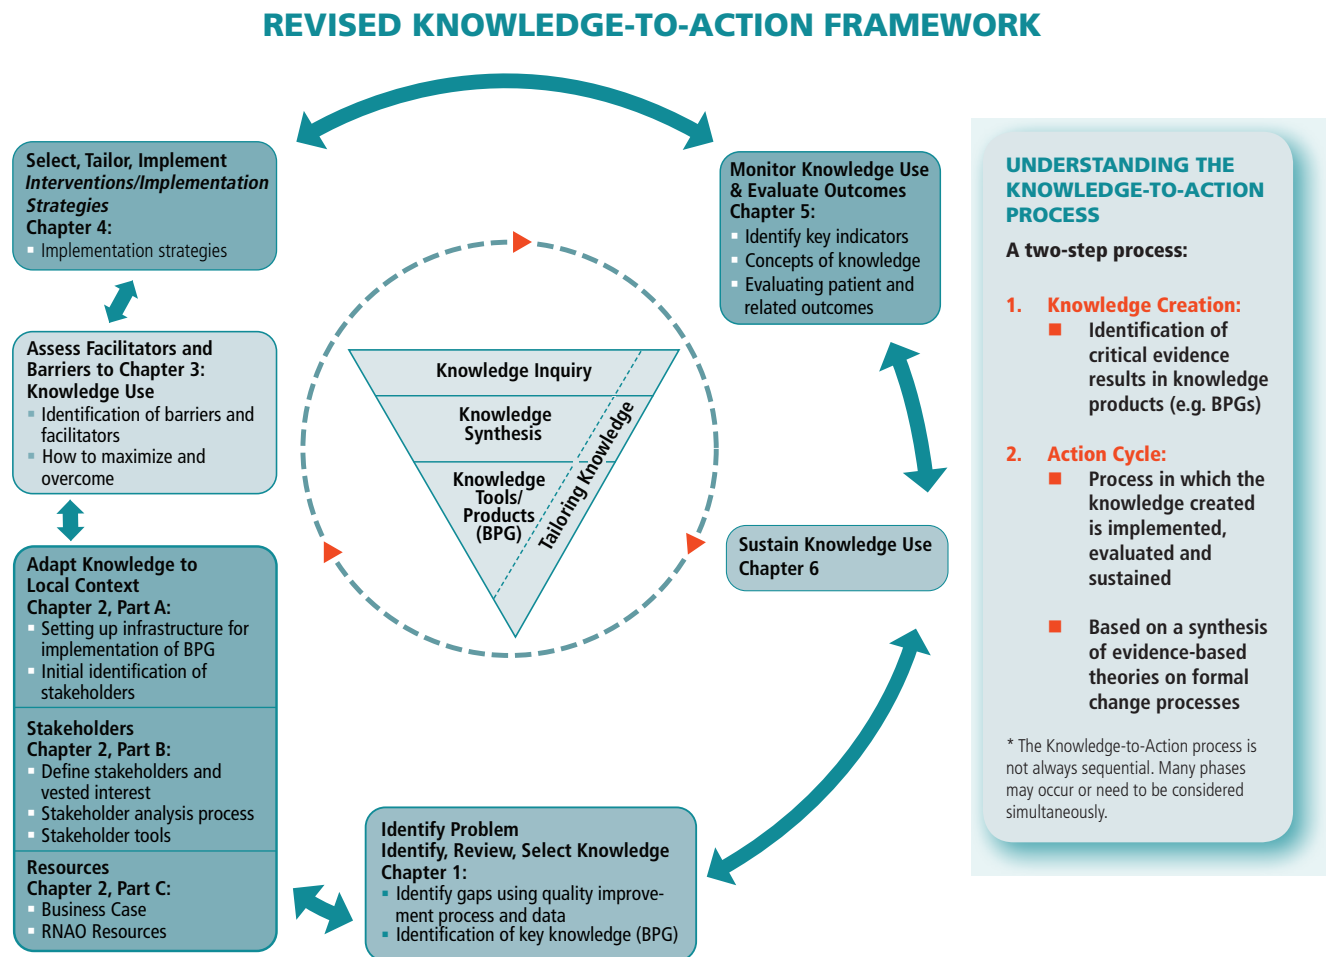 REVISED KNOWLEDGE-TO-ACTION FRAMEWORK
Select, Tailor, Implement
Interventions/Implementation
Strategies
Chapter 4:
Implementation strategies
Assess Facilitators and
Barriers to Chapter 3:
Knowledge Use
Identification of barriers and
facilitators
How to maximize and
overcome
Adapt Knowledge to
Local Context
Chapter 2, Part A:
Setting up infrastructure for
implementation of BPG
Initial identification of
stakeholders
Stakeholders
Chapter 2, Part B:
Define stakeholders and
vested interest
Stakeholder analysis process
Stakeholder tools
Resources
Chapter 2, Part C:
Business Case
RNAO Resources
Knowledge Inquiry
Knowledge
Synthesis
Knowledge
Tools/
Products
(BPG)
Tailoring Knowledge
Identify Problem
Identify, Review, Select Knowledge
Chapter 1:
Identify gaps using quality improve-
ment process and data
Identification of key knowledge (BPG)
Monitor Knowledge Use
& Evaluate Outcomes
Chapter 5:
Identify key indicators
Concepts of knowledge
Evaluating patient and
related outcomes
Sustain Knowledge Use
Chapter 6
UNDERSTANDING THE
KNOWLEDGE-TO-ACTION
PROCESS
A two-step process:
1. Knowledge Creation:
Identification of
critical evidence
results in knowledge
products (e.g. BPGs)
2. Action Cycle:
Process in which the
knowledge created
is implemented,
evaluated and
sustained
Based on a synthesis
of evidence-based
theories on formal
change processes
* The Knowledge-to-Action process is
not always sequential. Many phases
may occur or need to be considered
simultaneously.